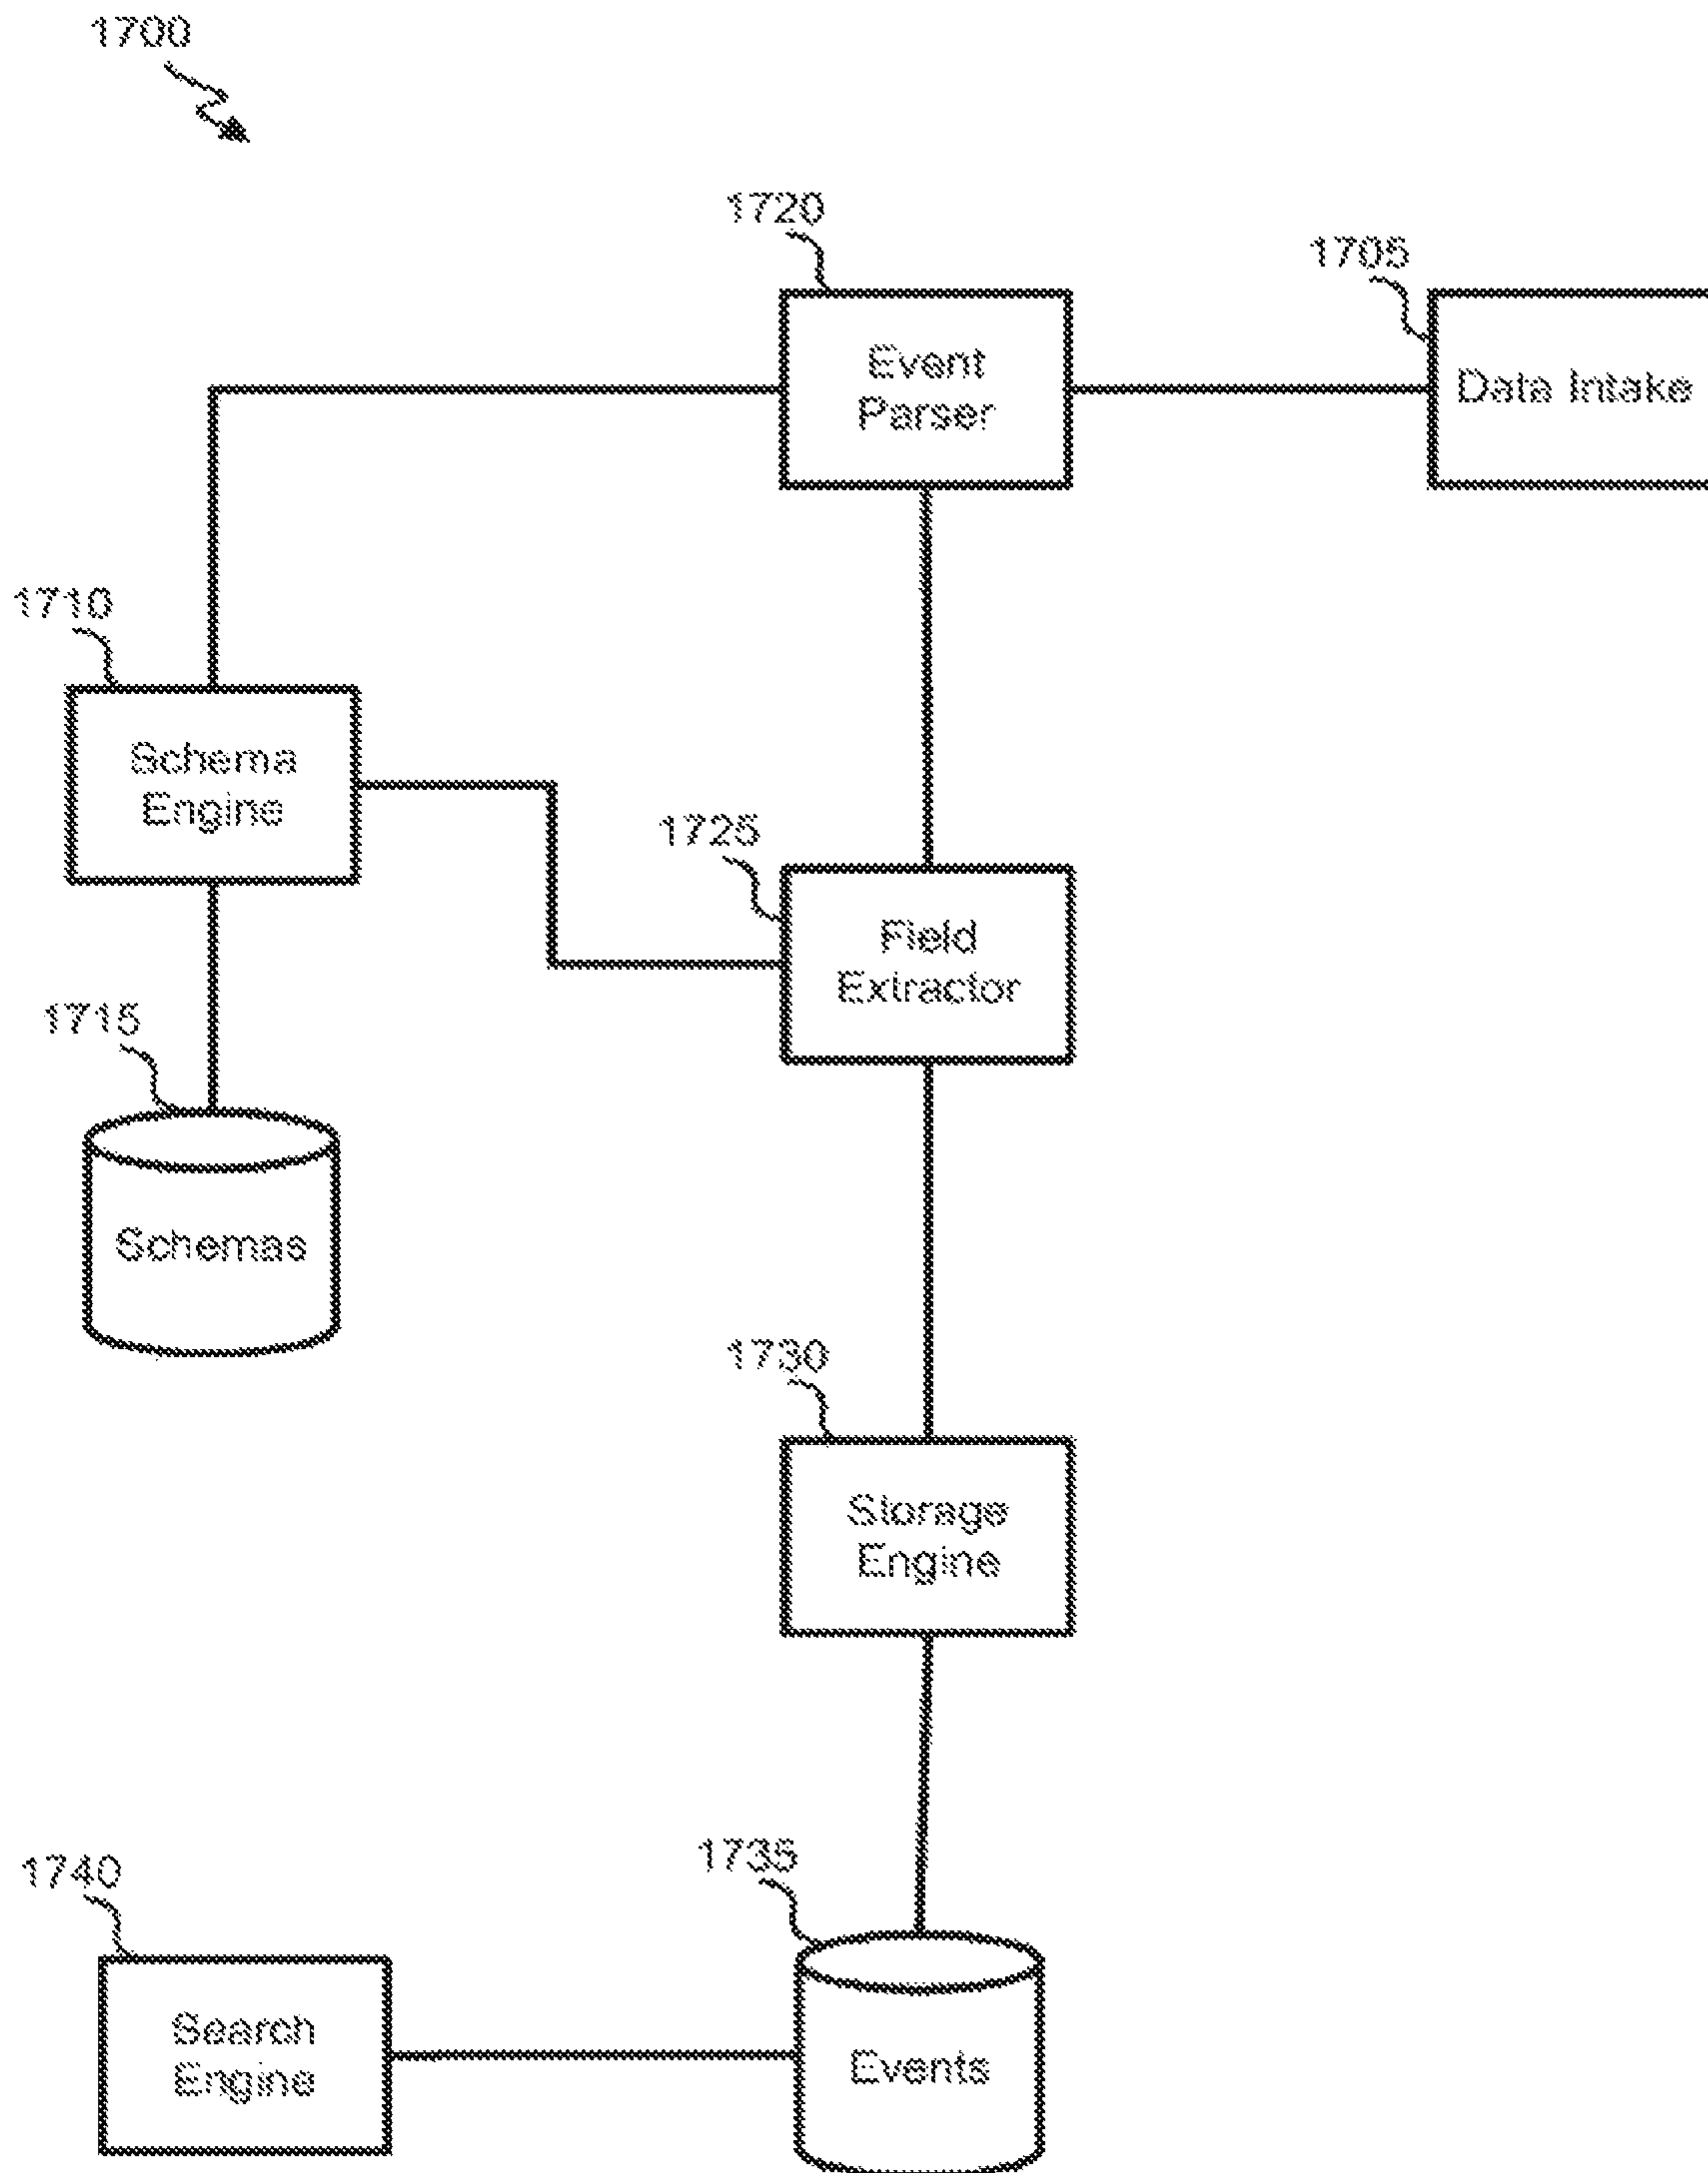 1700
1720
1705
Event
Parser
Data Intake
1710
Schema
Engine
1725
Field
Extractor
1715
Schemas
1730
Storage
Engine
1740
1735
Search
Engine
Events